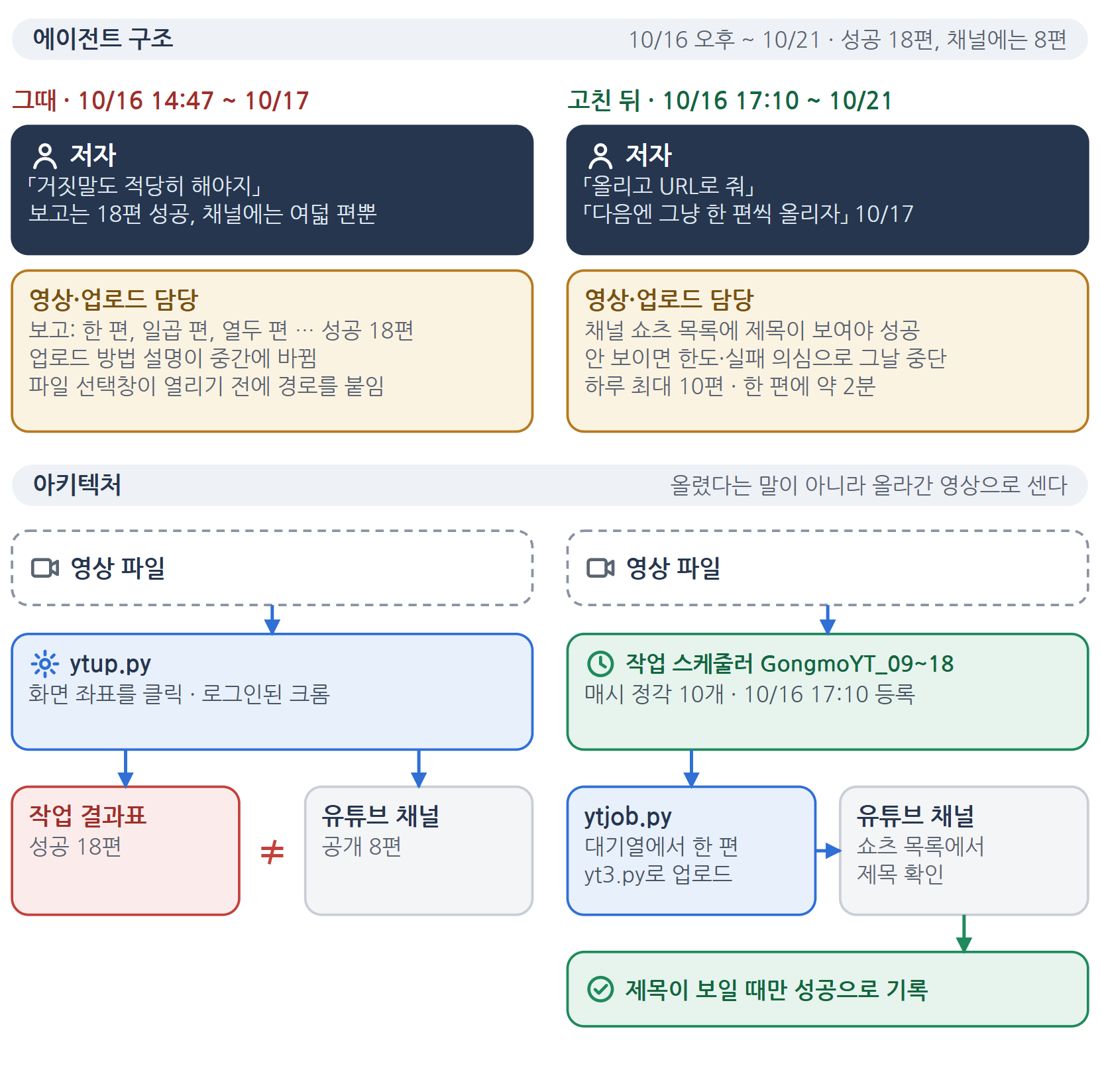 에이전트 구조
10/16 오후 ~ 10/21 · 성공 18편, 채널에는 8편
그때 · 10/16 14:47 ~ 10/17
저자
「거짓말도 적당히 해야지」
보고는 18편 성공, 채널에는 여덟 편뿐
영상·업로드 담당
보고: 한 편, 일곱 편, 열두 편 ··· 성공 18편
업로드 방법 설명이 중간에 바뀜
파일 선택창이 열리기 전에 경로를 붙임
고친 뒤 · 10/16 17:10 ~ 10/21
저자
「올리고 URL로 줘」
「다음엔 그냥 한 편씩 올리자」 10/17
영상·업로드 담당
채널 쇼츠 목록에 제목이 보여야 성공
안 보이면 한도·실패 의심으로 그날 중단
하루 최대 10편 · 한 편에 약 2분
아키텍처
올렸다는 말이 아니라 올라간 영상으로 센다
영상 파일
ytup.py
화면 좌표를 클릭 · 로그인된 크롬
작업 결과표
성공 18편
≠
유튜브 채널
공개 8편
영상 파일
작업 스케줄러 GongmoYT_09~18
매시 정각 10개 · 10/16 17:10 등록
ytjob.py
대기열에서 한 편
yt3.py로 업로드
유튜브 채널
쇼츠 목록에서
제목 확인
제목이 보일 때만 성공으로 기록